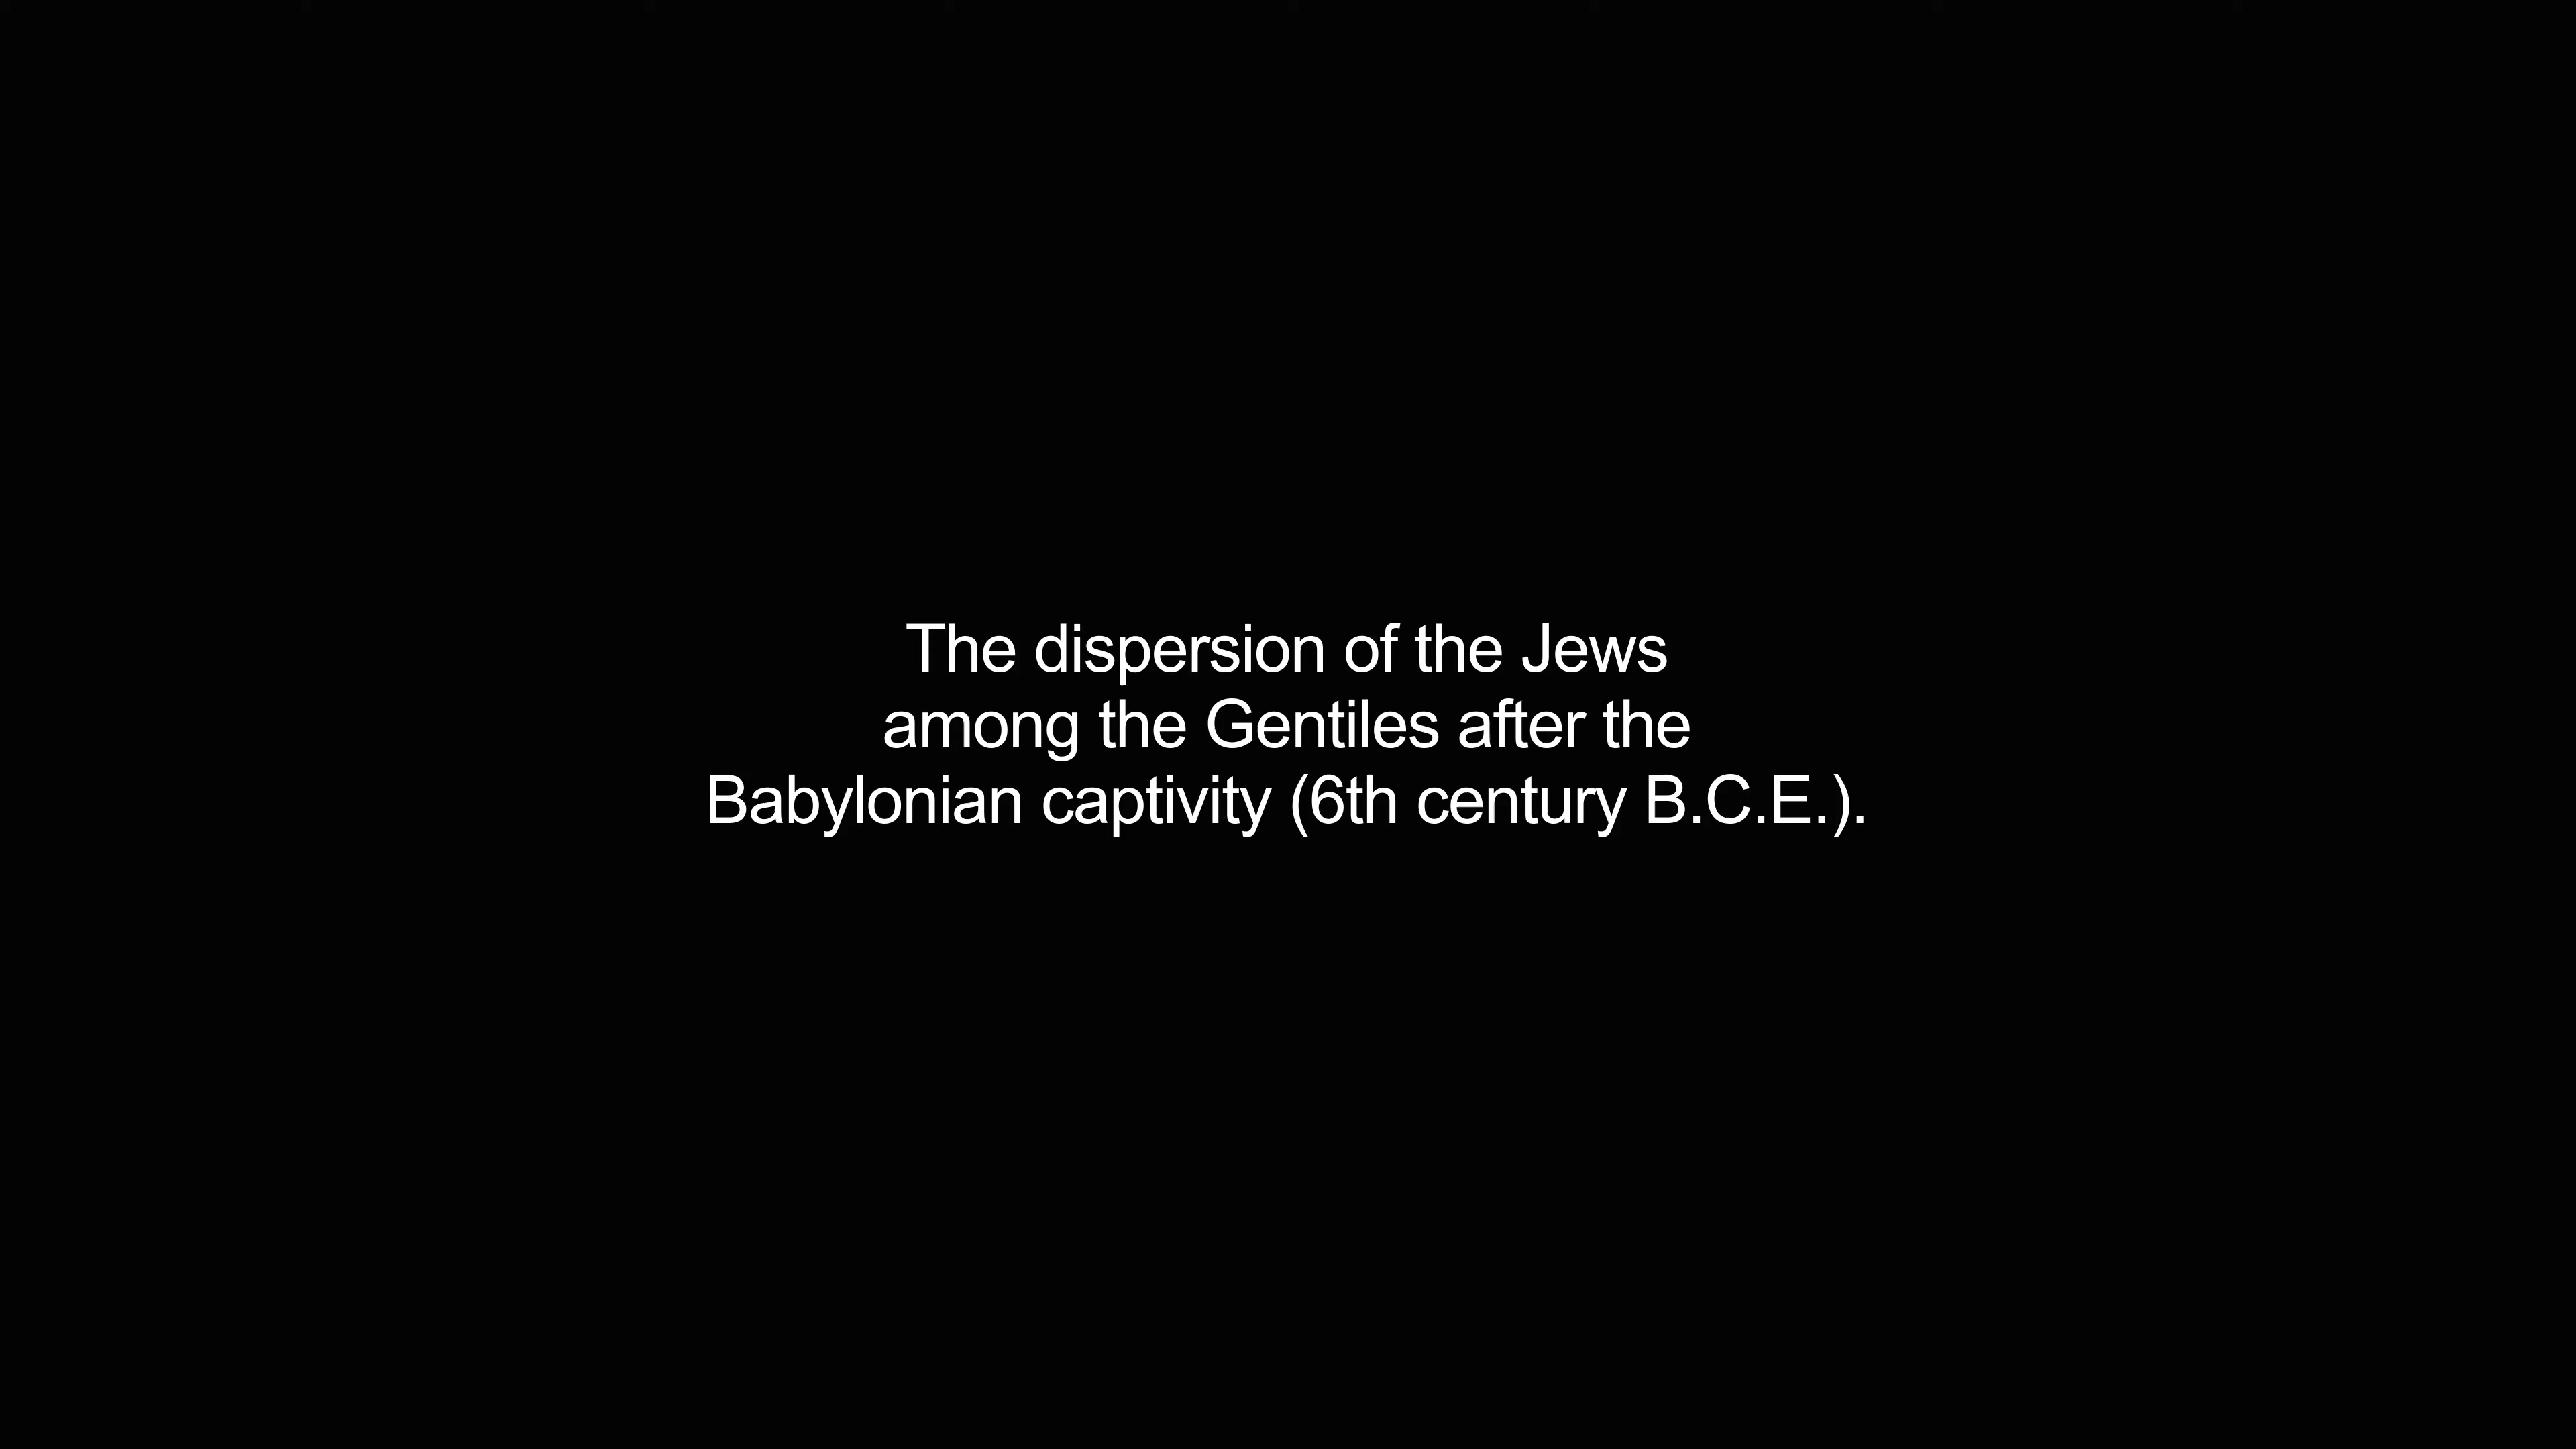 The dispersion of the Jews
among the Gentiles after the
Babylonian captivity (6th century B.C.E.).